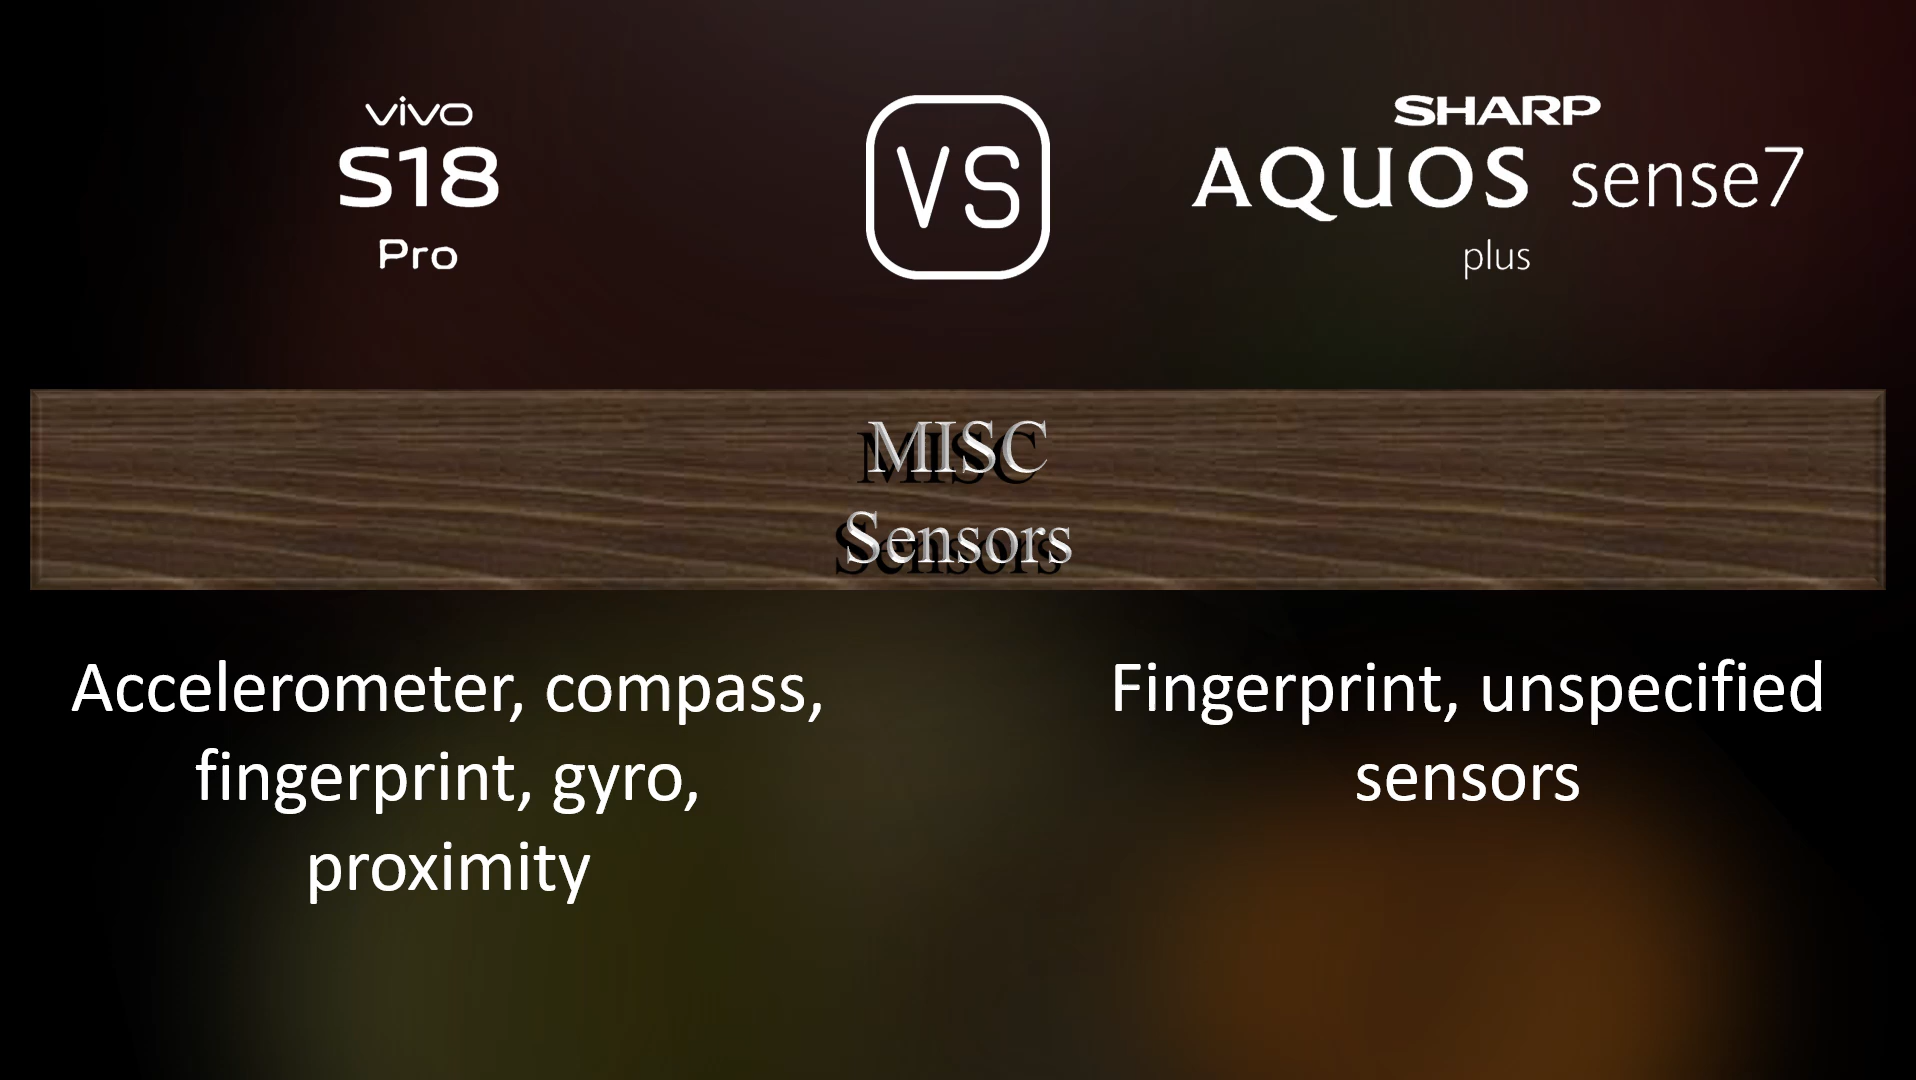 vivo
S18
Pro
VS
SHARP
AQUOS sense7
plus
MISC
Sensors
Accelerometer, compass,
fingerprint, gyro,
proximity
Fingerprint, unspecified
sensors